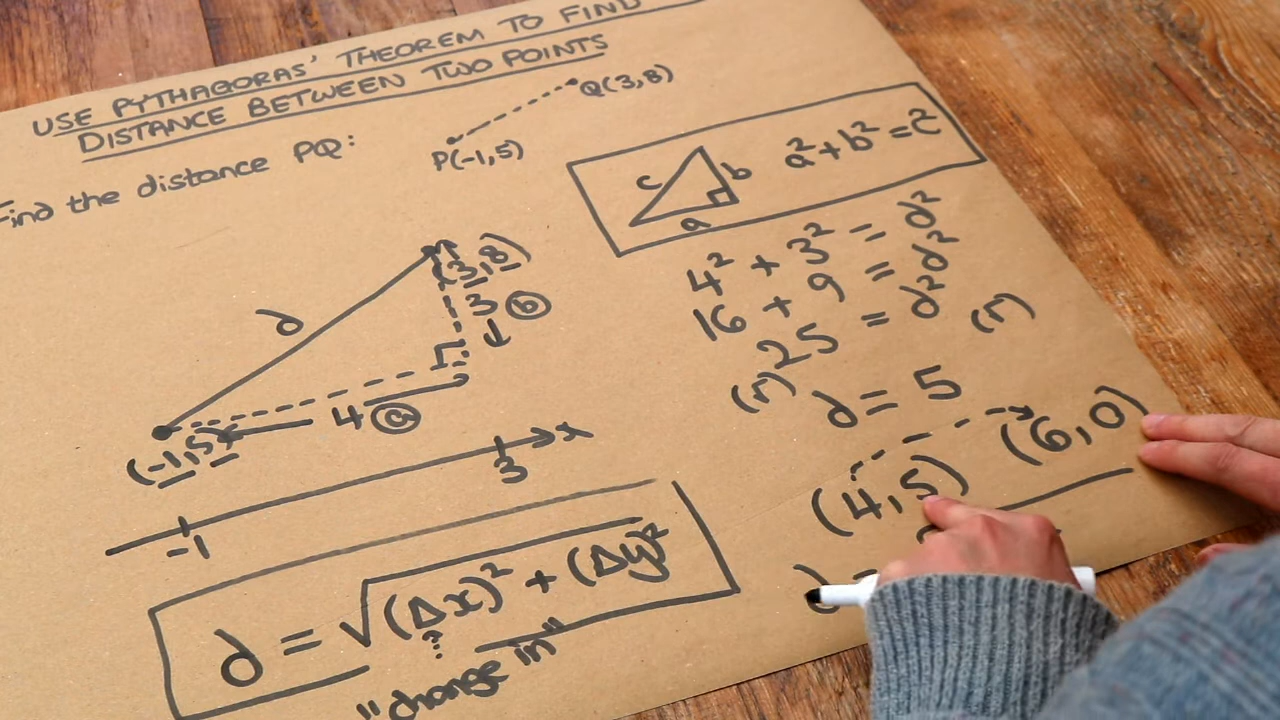 USE PYTHAGORAS' THEOREM TO FIND
DISTANCE BETWEEN TWO POINTS
Find the distance PQ:
Q(3,8)
P(-1,5)
c
b
a
a² + b² = c²
d
(3,8)
3 b
4 a
(-1,5)
x
-1
3
4² + 3² = d²
16 + 9 = d²
25 = d²
(√)
(√)
d = 5
(4,5) (6,0)
d =
d = √(Δx)² + (Δy)²
"change in"